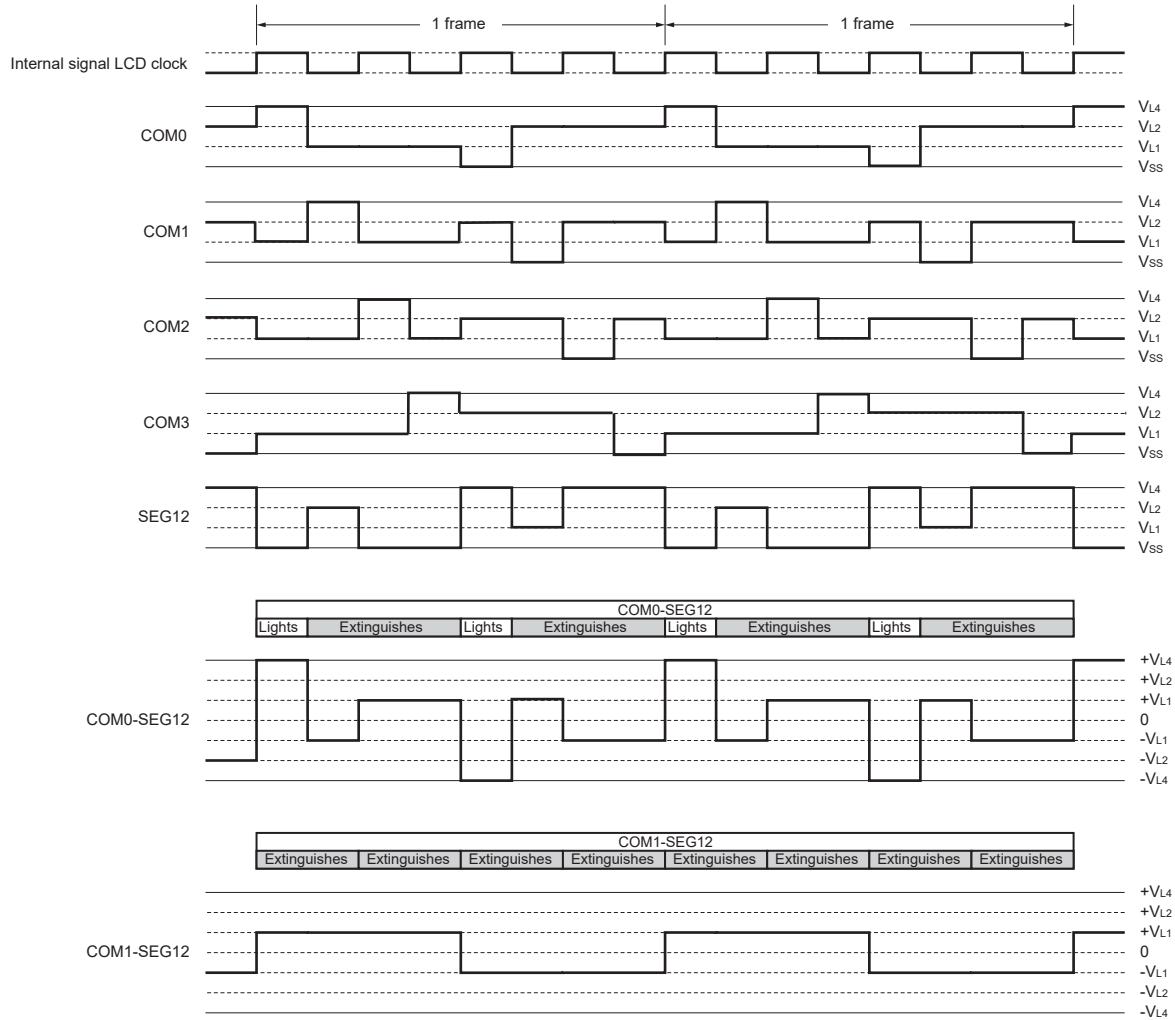 1 frame 1 frame
Internal signal LCD clock
VL4
COM0 VL2
VL1
VSS
VL4
COM1 VL2
VL1
VSS
VL4
COM2 VL2
VL1
VSS
VL4
COM3 VL2
VL1
VSS
VL4
SEG12 VL2
VL1
VSS
COM0-SEG12
Lights Extinguishes Lights Extinguishes Lights Extinguishes Lights Extinguishes
+VL4
+VL2
+VL1
COM0-SEG12 0
-VL1
-VL2
-VL4
COM1-SEG12
Extinguishes Extinguishes Extinguishes Extinguishes Extinguishes Extinguishes Extinguishes Extinguishes
+VL4
+VL2
+VL1
COM1-SEG12 0
-VL1
-VL2
-VL4